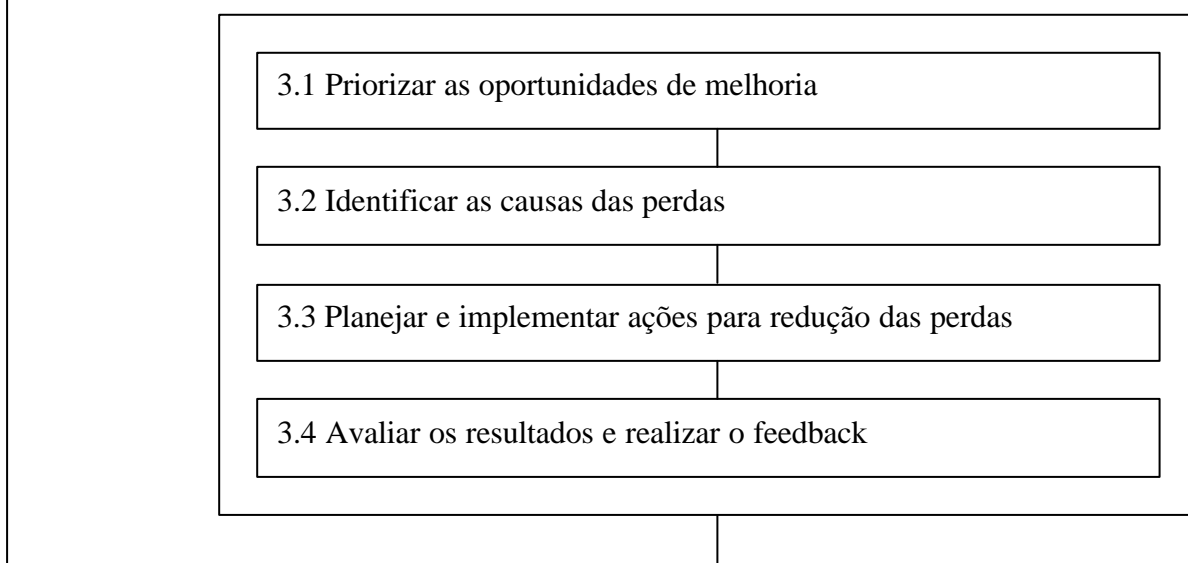 3.1 Priorizar as oportunidades de melhoria
3.2 Identificar as causas das perdas
3.3 Planejar e implementar ações para redução das perdas
3.4 Avaliar os resultados e realizar o feedback